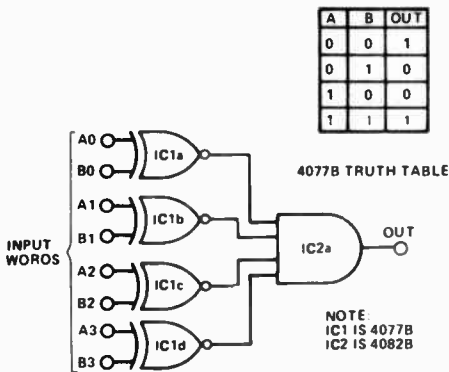 A B OUT
0 0 1
0 1 0
1 0 0
1 1 1
4077B TRUTH TABLE
A0
B0
IC1a
A1
B1
IC1b
INPUT
WOROS
A2
B2
IC1c
A3
B3
IC1d
IC2a
OUT
NOTE:
IC1 IS 4077B
IC2 IS 4082B